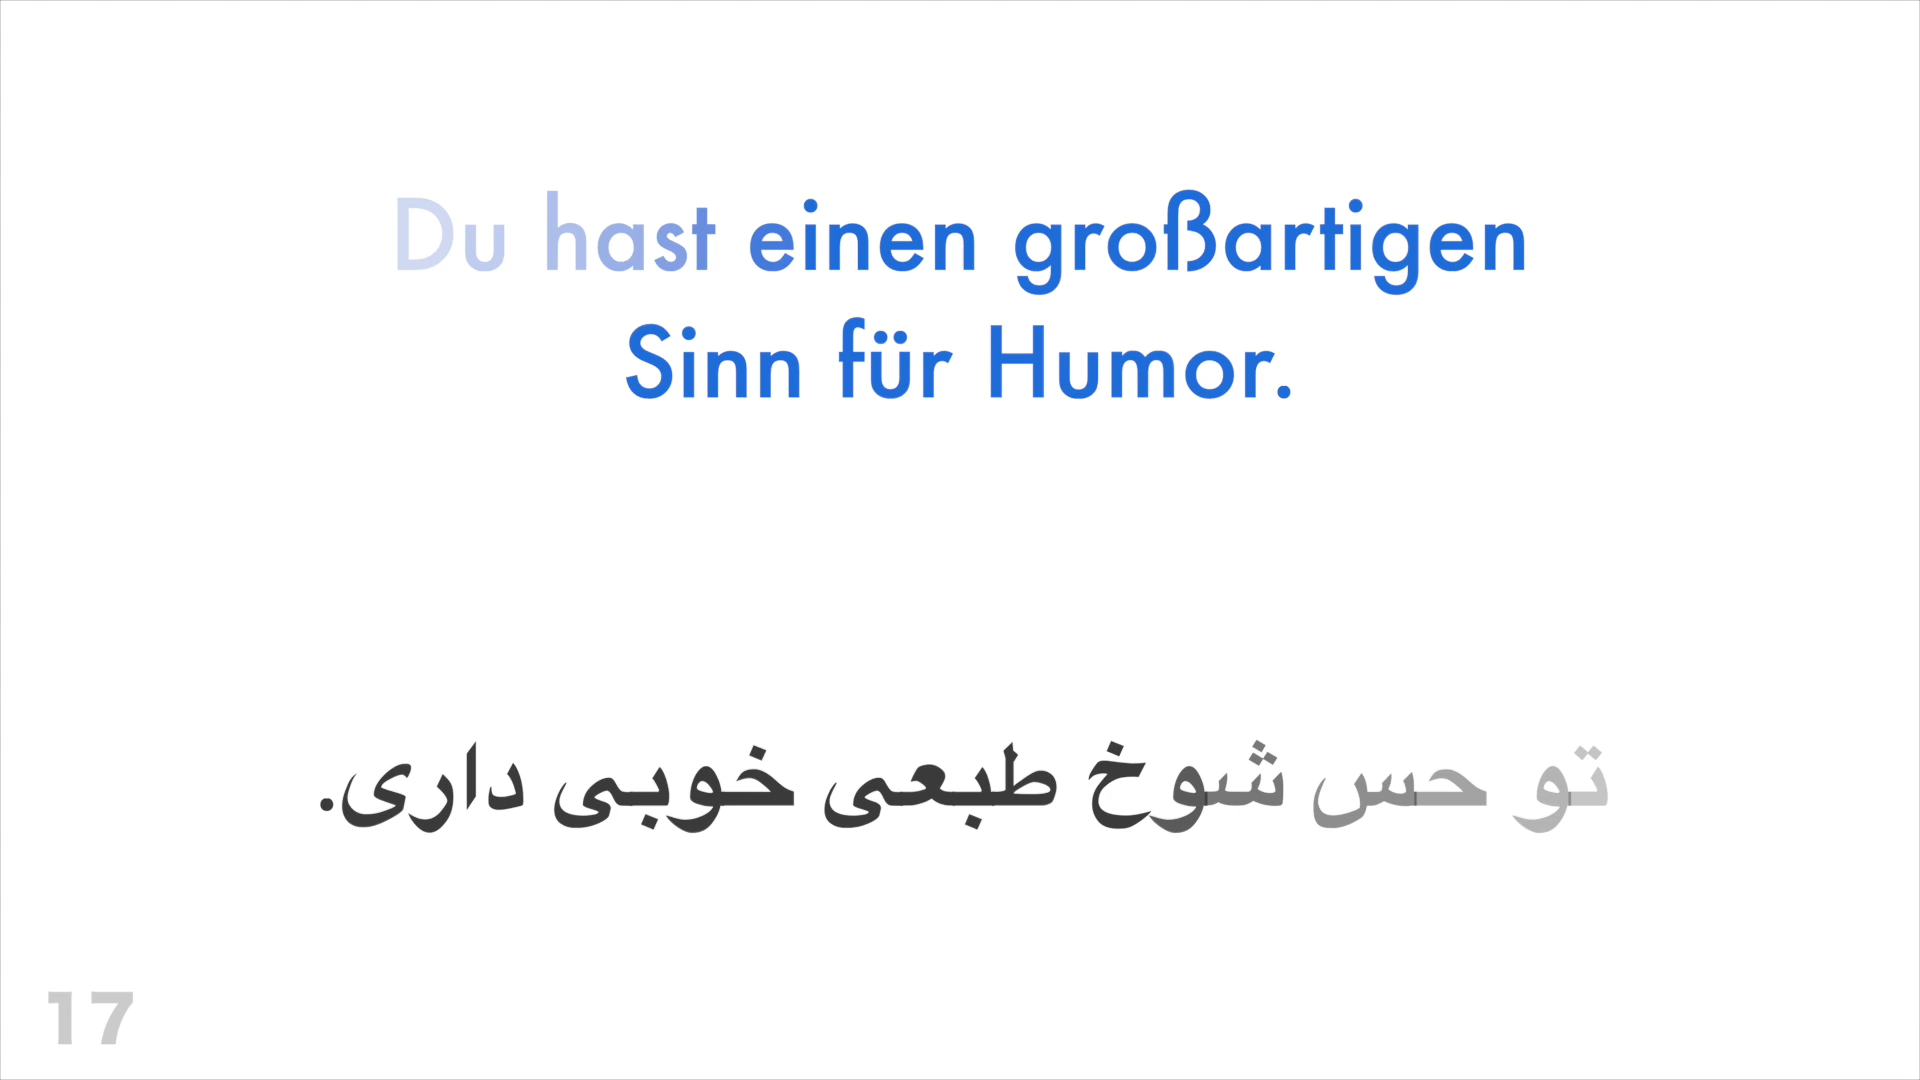 Du hast einen großartigen
Sinn für Humor.
تو حس شوخ طبعی خوبی داری.
17